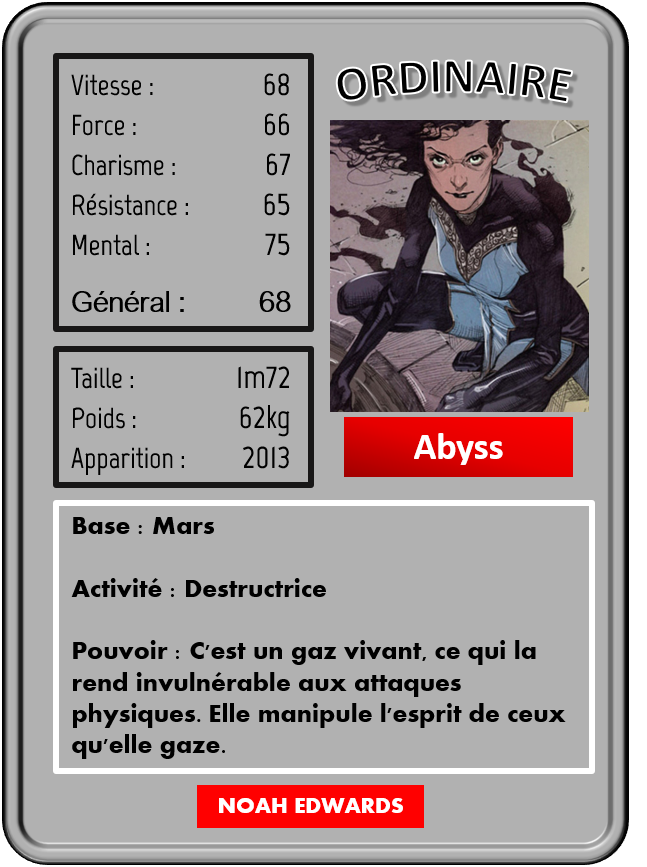 Vitesse : 68
Force : 66
Charisme : 67
Résistance : 65
Mental : 75
Général : 68
ORDINAIRE
Taille : 1m72
Poids : 62kg
Apparition : 2013
Abyss
Base : Mars
Activité : Destructrice
Pouvoir : C'est un gaz vivant, ce qui la
rend invulnérable aux attaques
physiques. Elle manipule l'esprit de ceux
qu'elle gaze.
NOAH EDWARDS